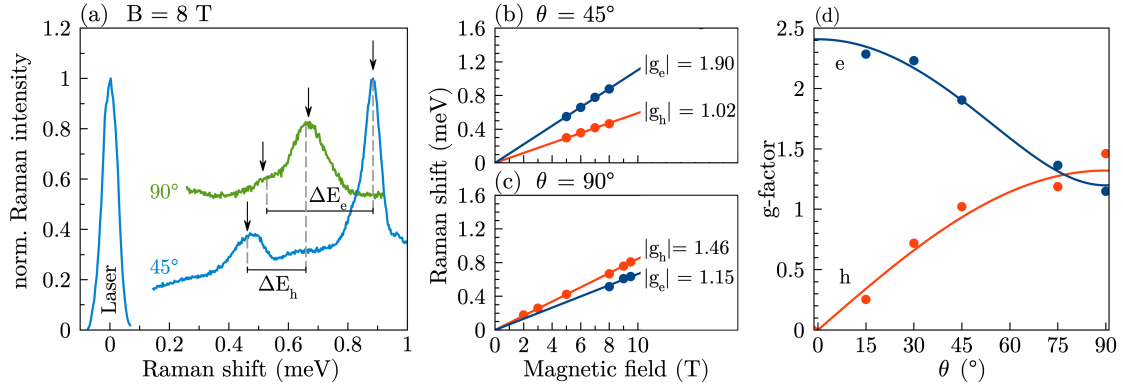 (a) B = 8 T
norm. Raman intensity
1.2
1
0.8
0.6
0.4
0.2
0
90°
45°
Laser
ΔE_e
ΔE_h
0 0.2 0.4 0.6 0.8 1
Raman shift (meV)
(b) θ = 45°
1.6
1.2
0.8
0.4
0
|g_e| = 1.90
|g_h| = 1.02
Raman shift (meV)
(c) θ = 90°
1.6
1.2
0.8
0.4
0
|g_h| = 1.46
|g_e| = 1.15
0 2 4 6 8 10
Magnetic field (T)
(d)
g-factor
2.5
2
1.5
1
0.5
0
e
h
0 15 30 45 60 75 90
θ (°)